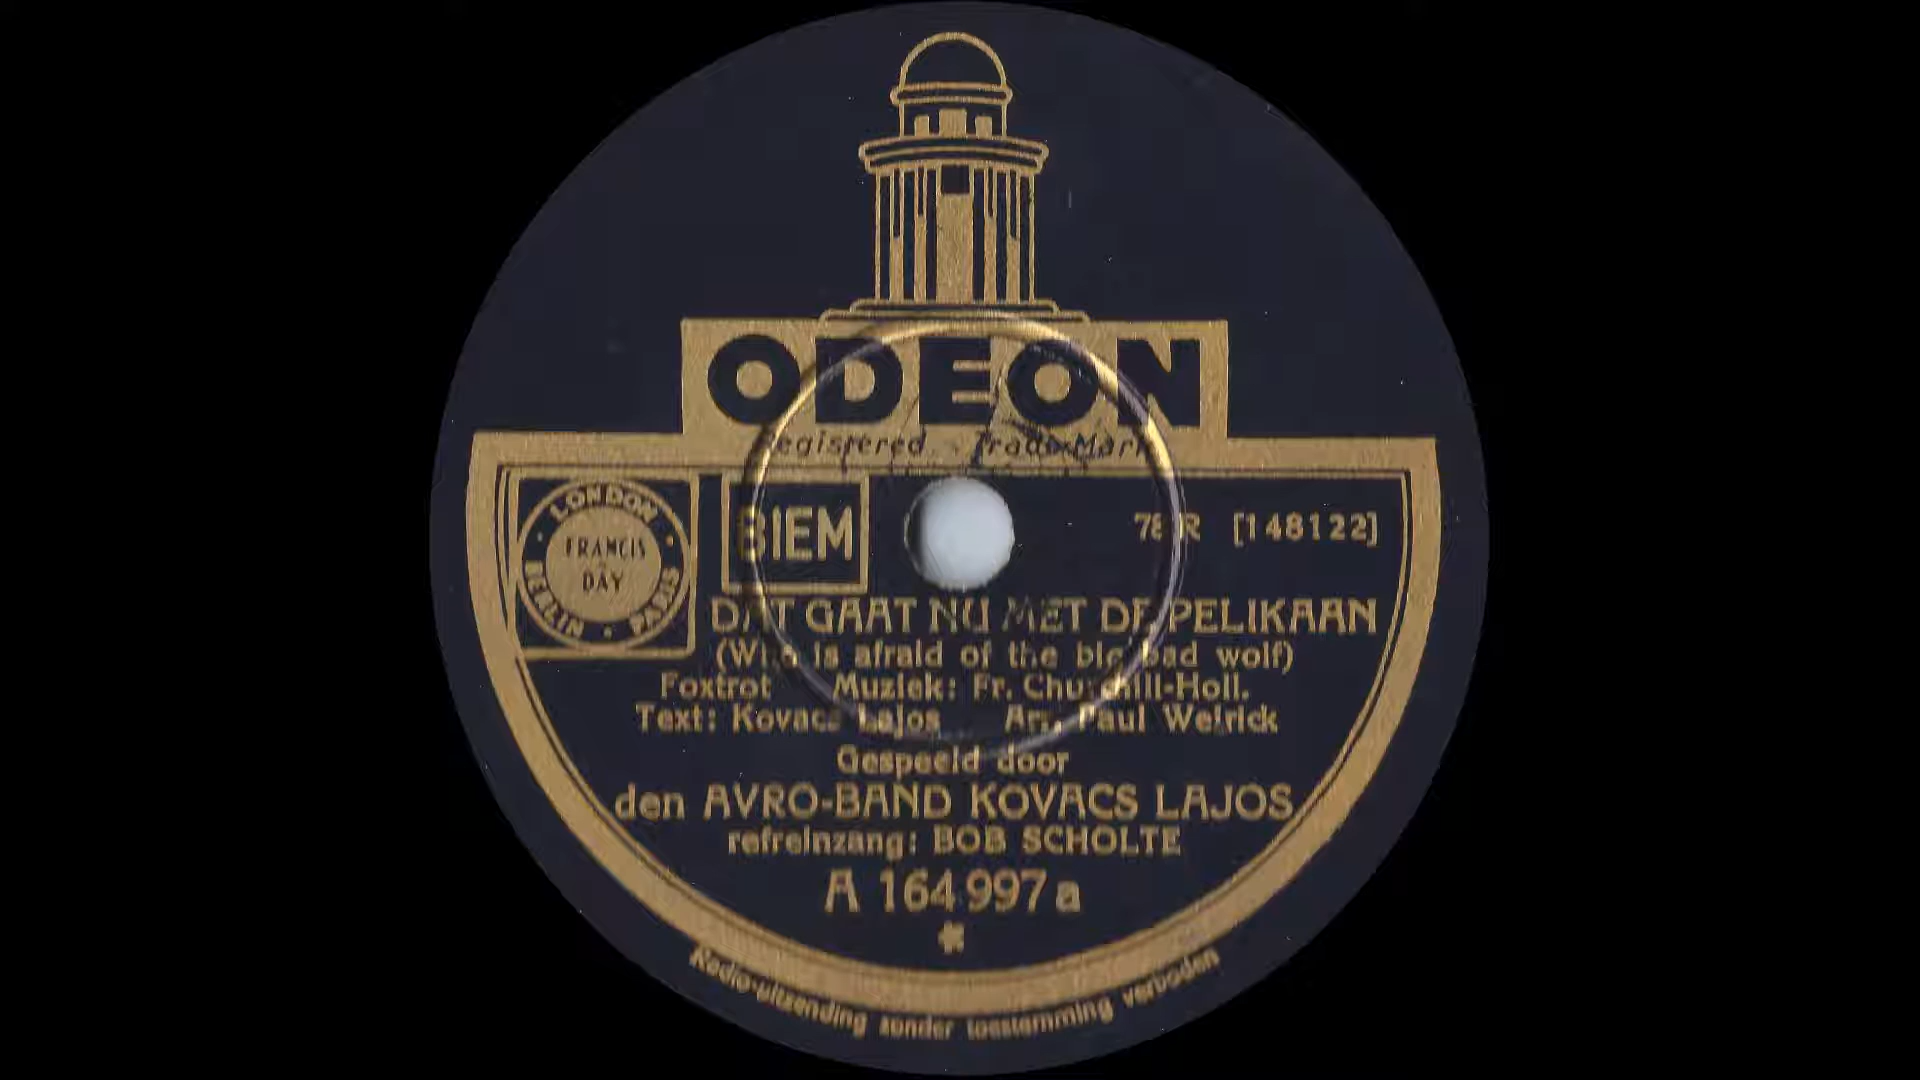 ODEON
Registered Trade Mark
LONDON
FRANCIS
DAY
BERLIN · PARIS
BIEM
78 R [148122]
DAT GAAT NU MET DE PELIKAAN
(Who is afraid of the big bad wolf)
Foxtrot Muziek: Fr. Churchill-Holl.
Text: Kovacs Lajos Arr. Paul Weirick
Gespeeld door
den AVRO-BAND KOVACS LAJOS
refreinzang: BOB SCHOLTE
A 164997 a
*
Radio-uitzending zonder toestemming verboden